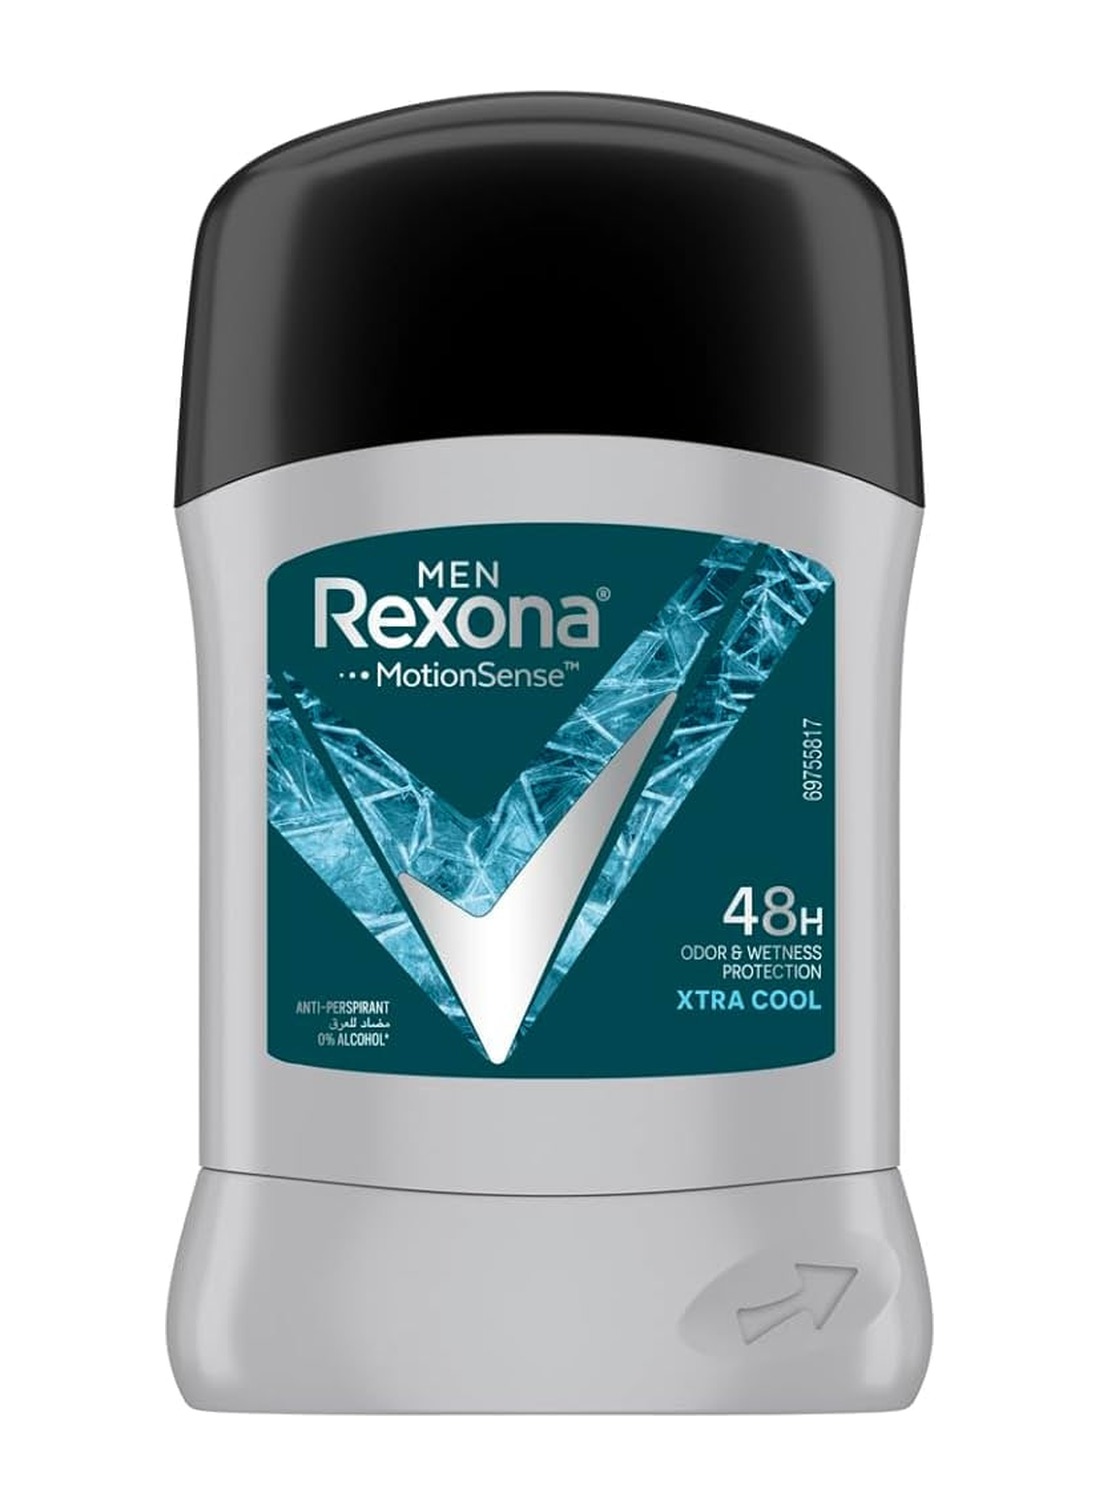 MEN
Rexona®
MotionSense™
69755817
48H
ODOR & WETNESS
PROTECTION
XTRA COOL
ANTI-PERSPIRANT
مضاد للعرق
0% ALCOHOL*